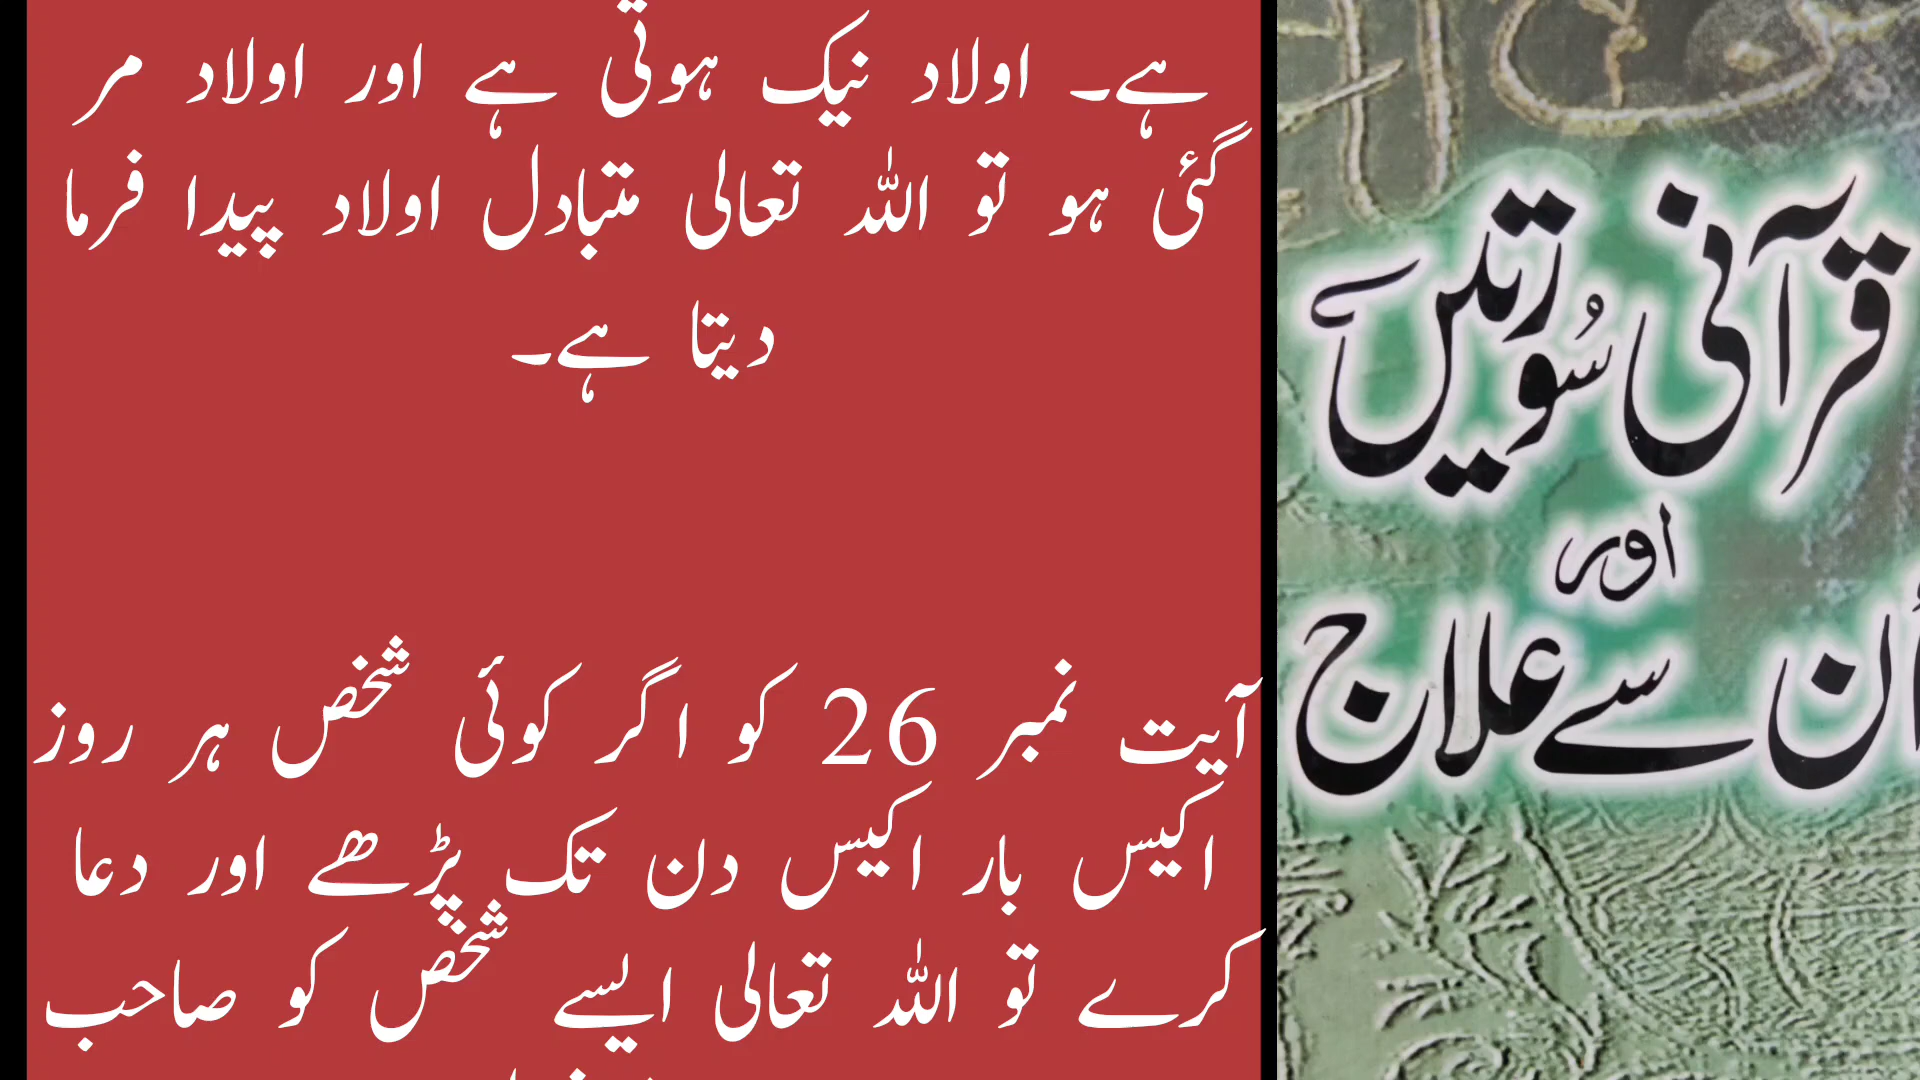 ہے۔ اولاد نیک ہوتی ہے اور اولاد مر
گئی ہو تو اللہ تعالی متبادل اولاد پیدا فرما
دیتا ہے۔
آیت نمبر 26 کو اگر کوئی شخص ہر روز
اکیس بار اکیس دن تک پڑھے اور دعا
کرے تو اللہ تعالی ایسے شخص کو صاحب
قرآنی سُورتیں
اور
اُن سے علاج